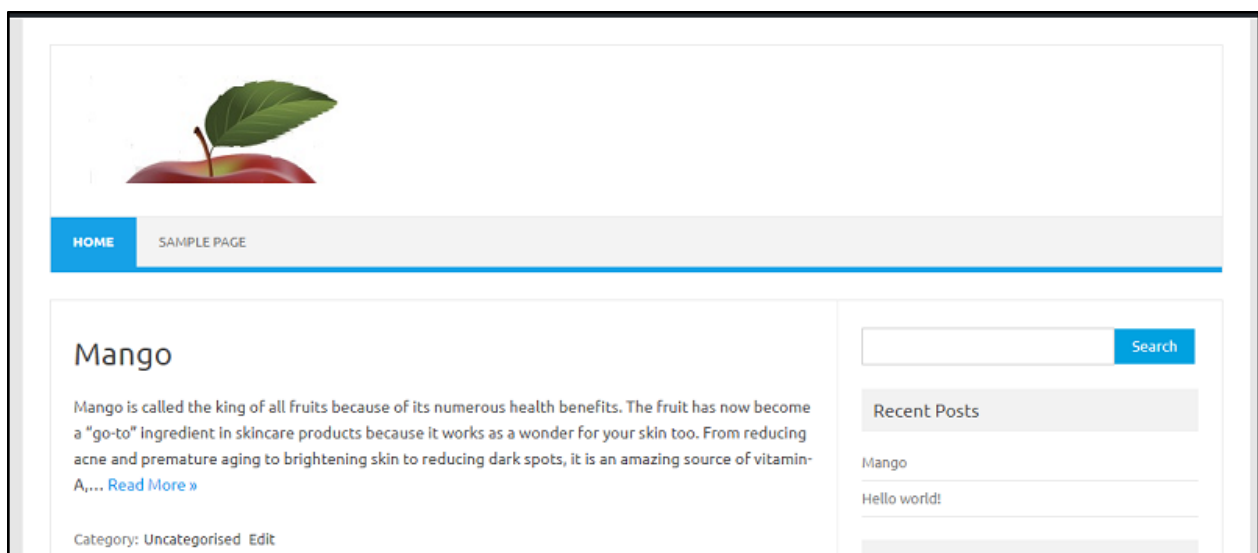 HOME SAMPLE PAGE
Mango
Mango is called the king of all fruits because of its numerous health benefits. The fruit has now become
a “go-to” ingredient in skincare products because it works as a wonder for your skin too. From reducing
acne and premature aging to brightening skin to reducing dark spots, it is an amazing source of vitamin-
A,… Read More »
Category: Uncategorised Edit
Search
Recent Posts
Mango
Hello world!